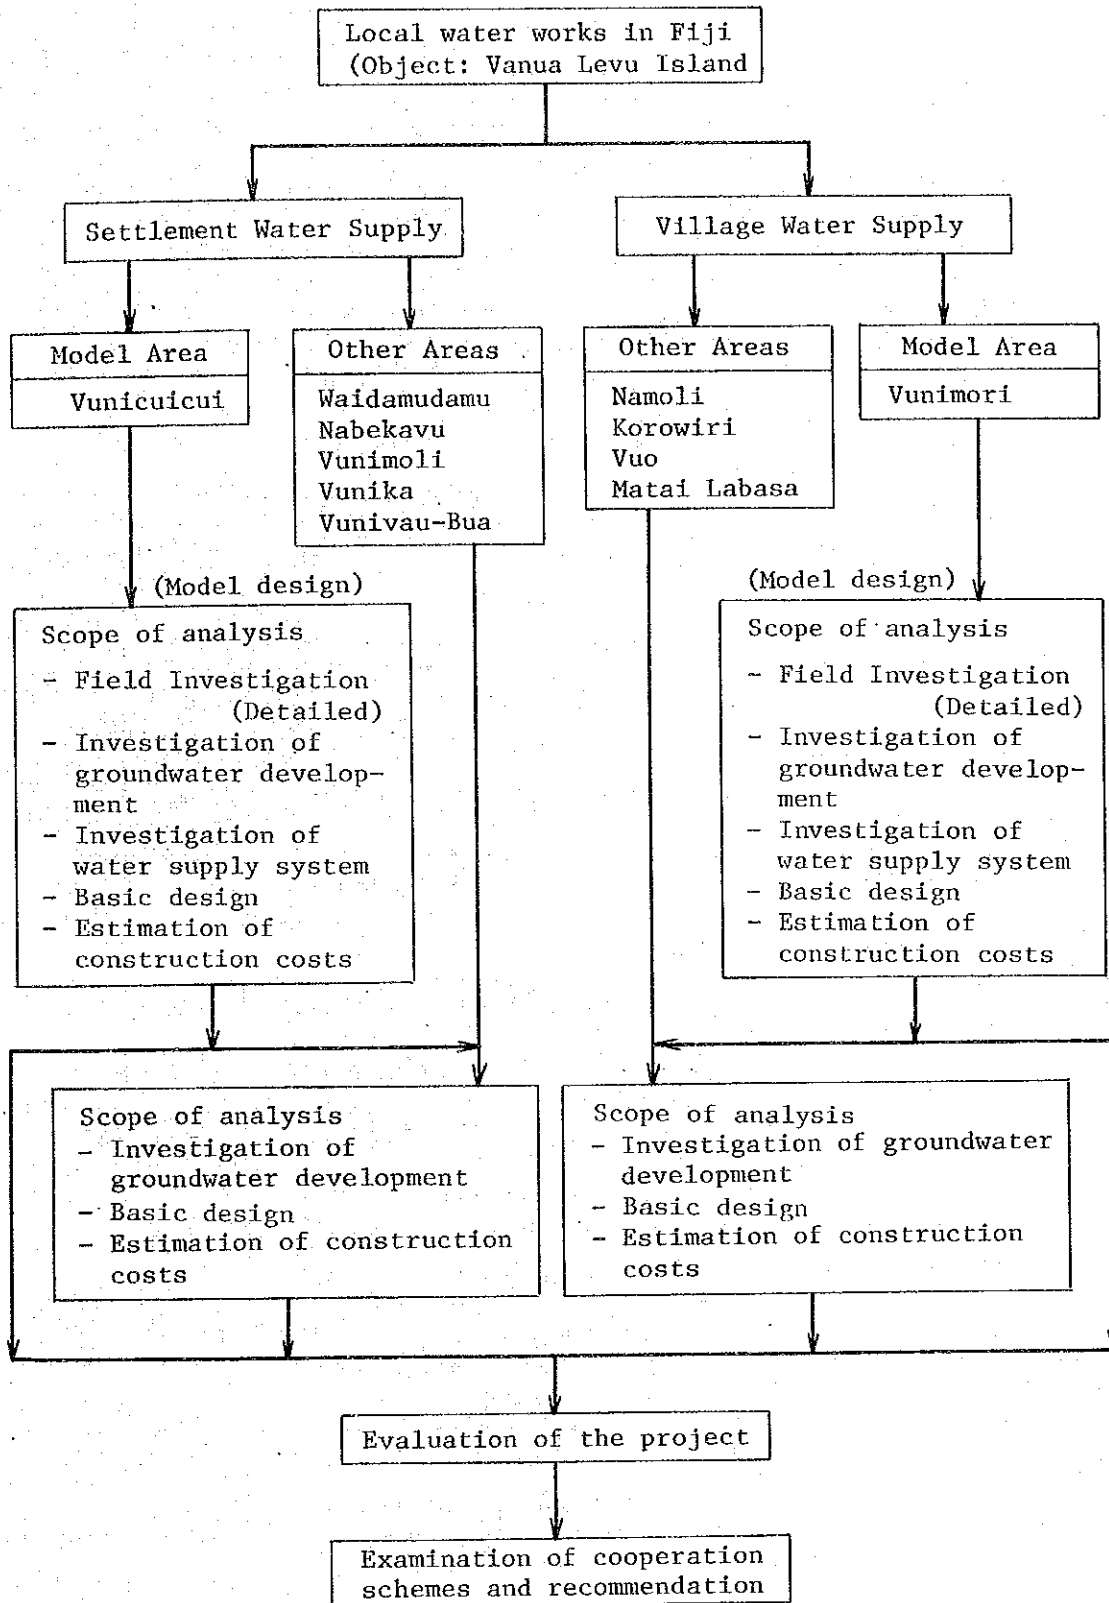 Local water works in Fiji
(Object: Vanua Levu Island
Settlement Water Supply
Village Water Supply
Model Area
Vunicuicui
Other Areas
Waidamudamu
Nabekavu
Vunimoli
Vunika
Vunivau-Bua
Other Areas
Namoli
Korowiri
Vuo
Matai Labasa
Model Area
Vunimori
(Model design)
Scope of analysis
- Field Investigation
(Detailed)
- Investigation of
groundwater develop-
ment
- Investigation of
water supply system
- Basic design
- Estimation of
construction costs
(Model design)
Scope of analysis
- Field Investigation
(Detailed)
- Investigation of
groundwater develop-
ment
- Investigation of
water supply system
- Basic design
- Estimation of
construction costs
Scope of analysis
- Investigation of
groundwater development
- Basic design
- Estimation of construction
costs
Scope of analysis
- Investigation of groundwater
development
- Basic design
- Estimation of construction
costs
Evaluation of the project
Examination of cooperation
schemes and recommendation